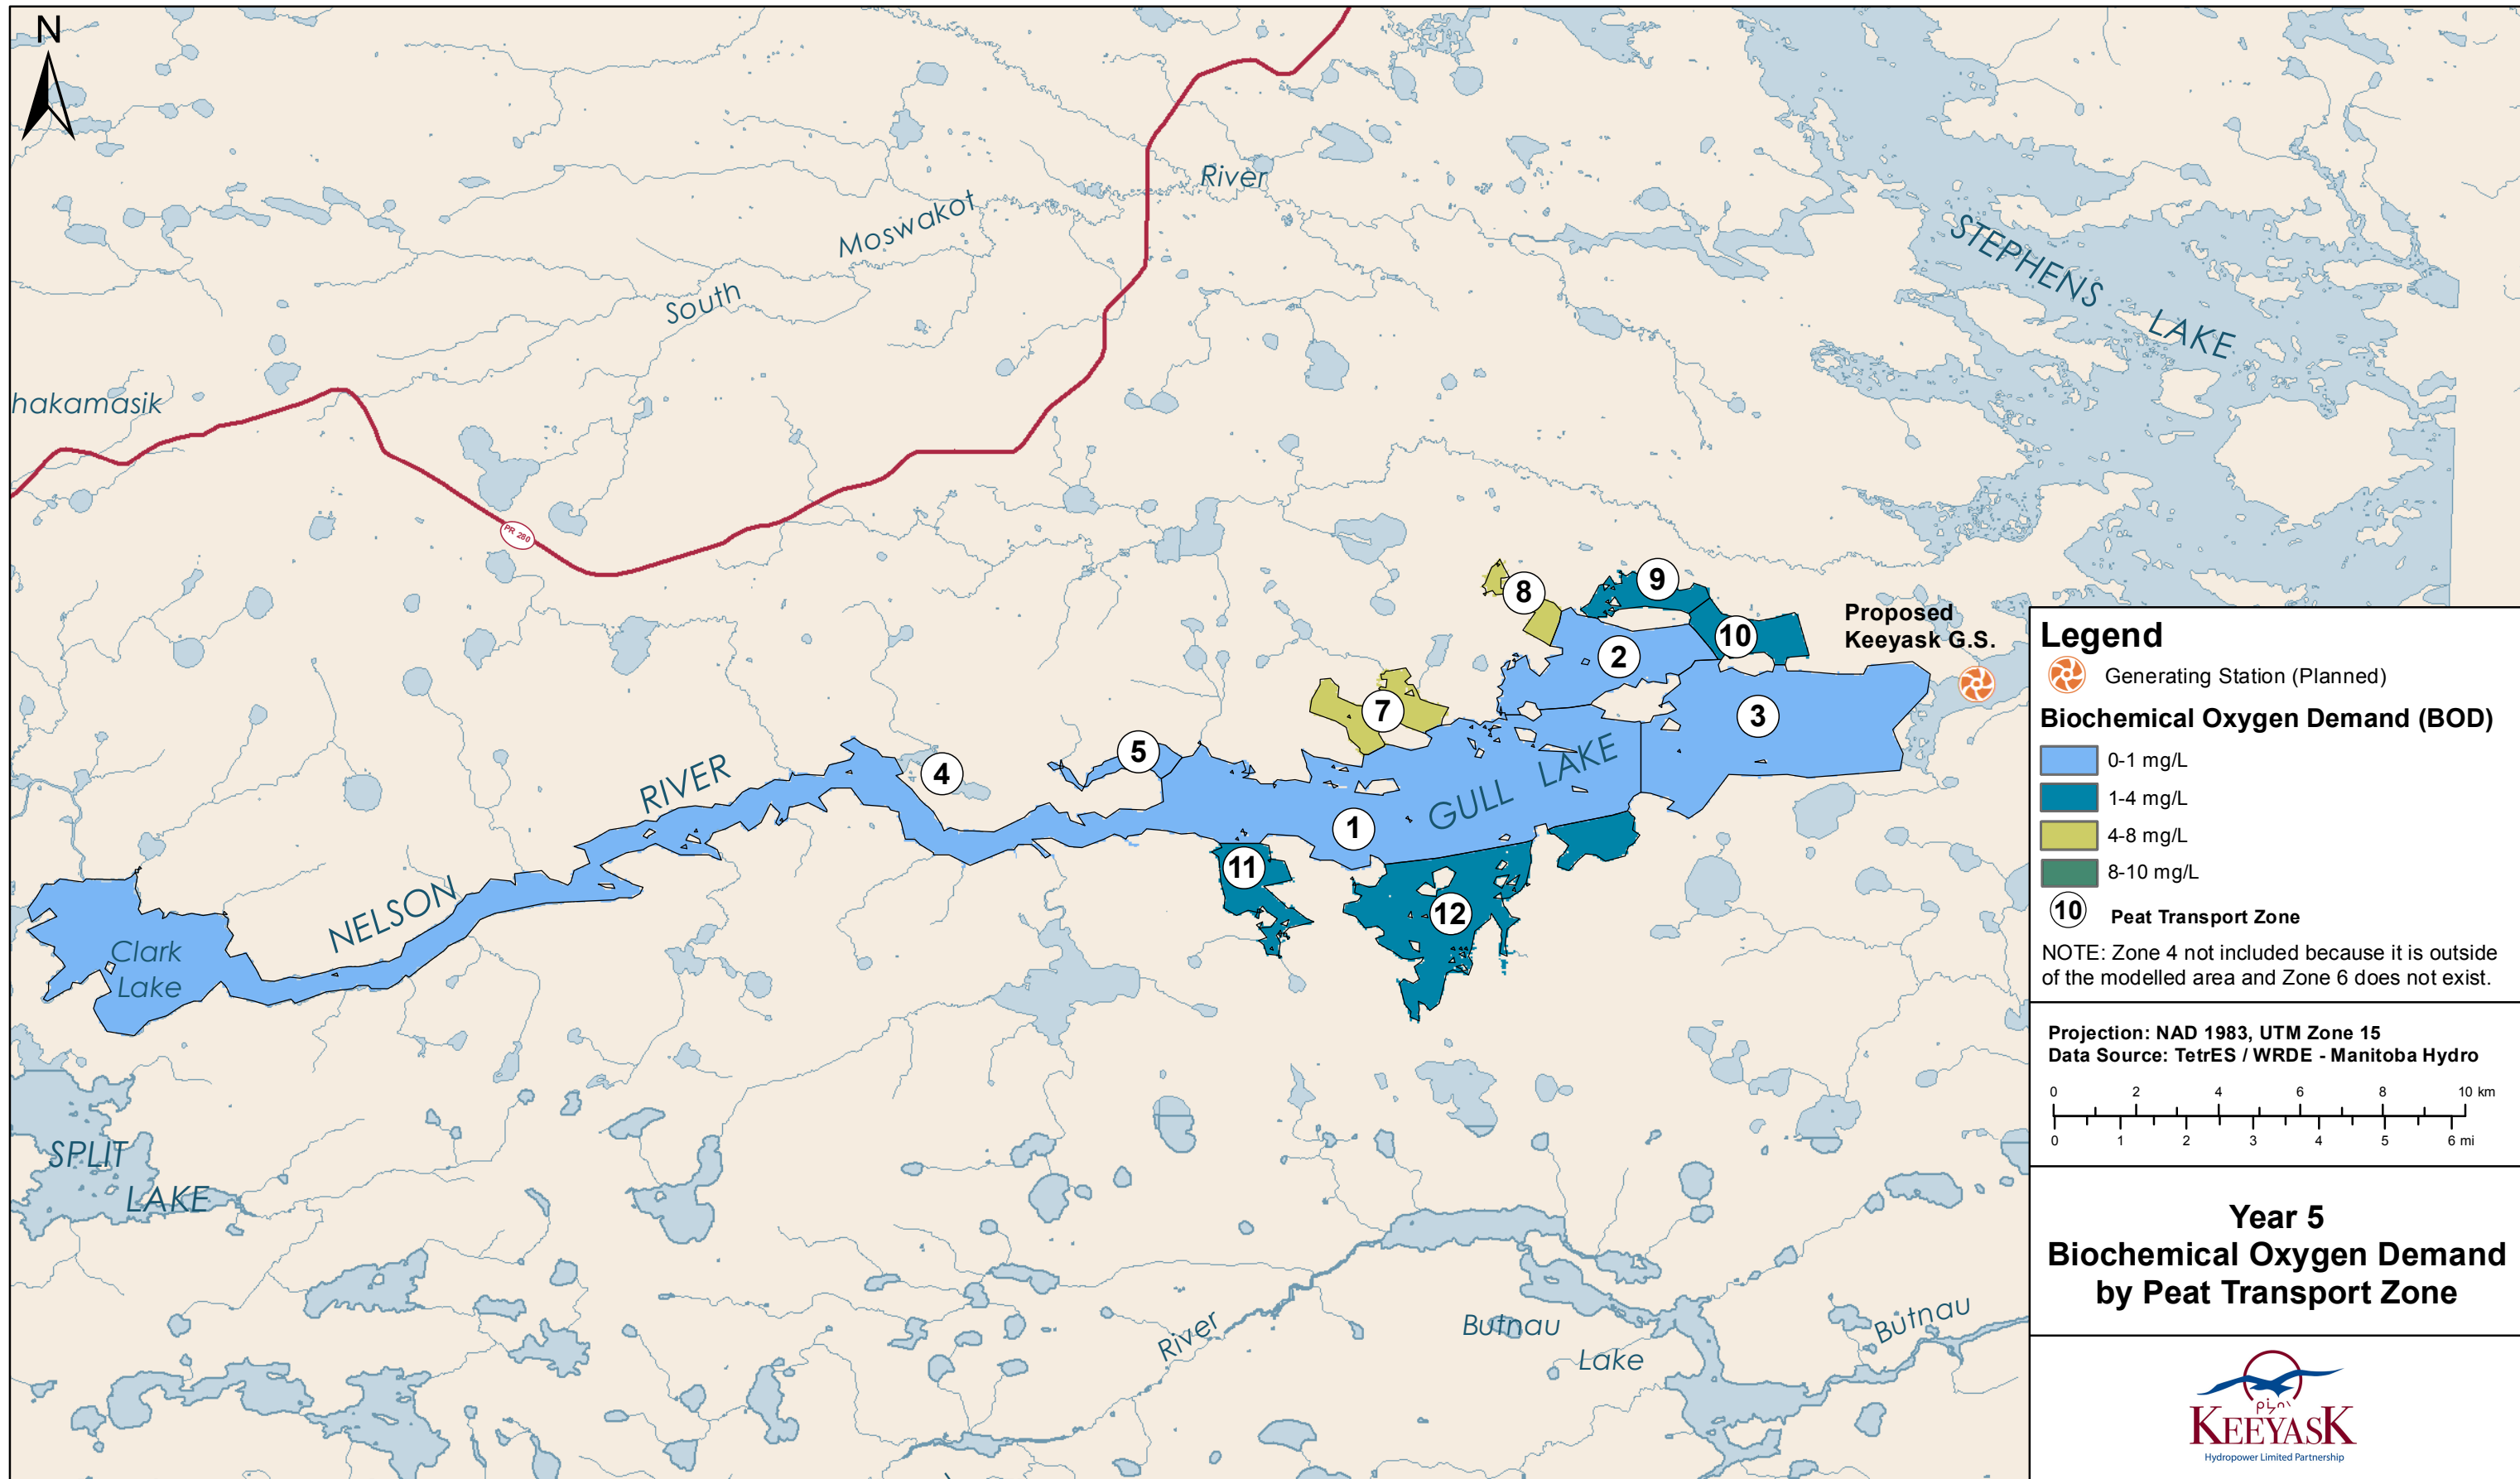 N
River
Moswakot
South
STEPHENS
LAKE
hakamasik
PR 280
8
9
Proposed
Keeyask G.S.
10
2
7
3
5
4
RIVER
GULL LAKE
1
11
12
NELSON
Clark
Lake
SPLIT
LAKE
River
Butnau
Lake
Butnau
Legend
Generating Station (Planned)
Biochemical Oxygen Demand (BOD)
0-1 mg/L
1-4 mg/L
4-8 mg/L
8-10 mg/L
10 Peat Transport Zone
NOTE: Zone 4 not included because it is outside
of the modelled area and Zone 6 does not exist.
Projection: NAD 1983, UTM Zone 15
Data Source: TetrES / WRDE - Manitoba Hydro
0 2 4 6 8 10 km
0 1 2 3 4 5 6 mi
Year 5
Biochemical Oxygen Demand
by Peat Transport Zone
KEEYASK
Hydropower Limited Partnership